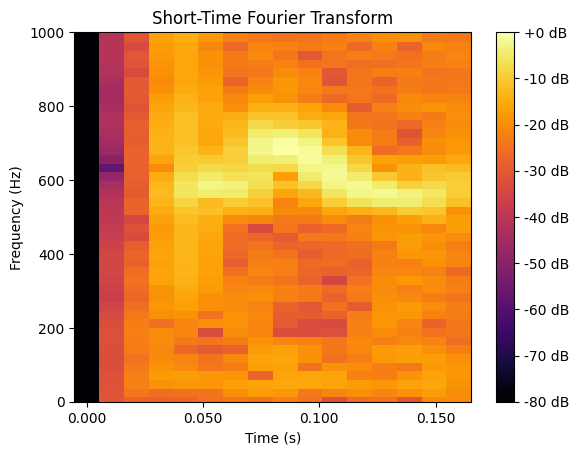 Short-Time Fourier Transform
1000
800
600
400
200
0
Frequency (Hz)
0.000
0.050
0.100
0.150
Time (s)
+0 dB
-10 dB
-20 dB
-30 dB
-40 dB
-50 dB
-60 dB
-70 dB
-80 dB